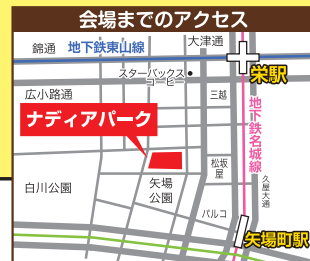 会場までのアクセス
大津通
錦通
地下鉄東山線
スターバックス
コーヒー
栄駅
広小路通
三越
ナディアパーク
地下鉄名城線
松坂
屋
白川公園
矢場
公園
久屋大通
パルコ
矢場町駅